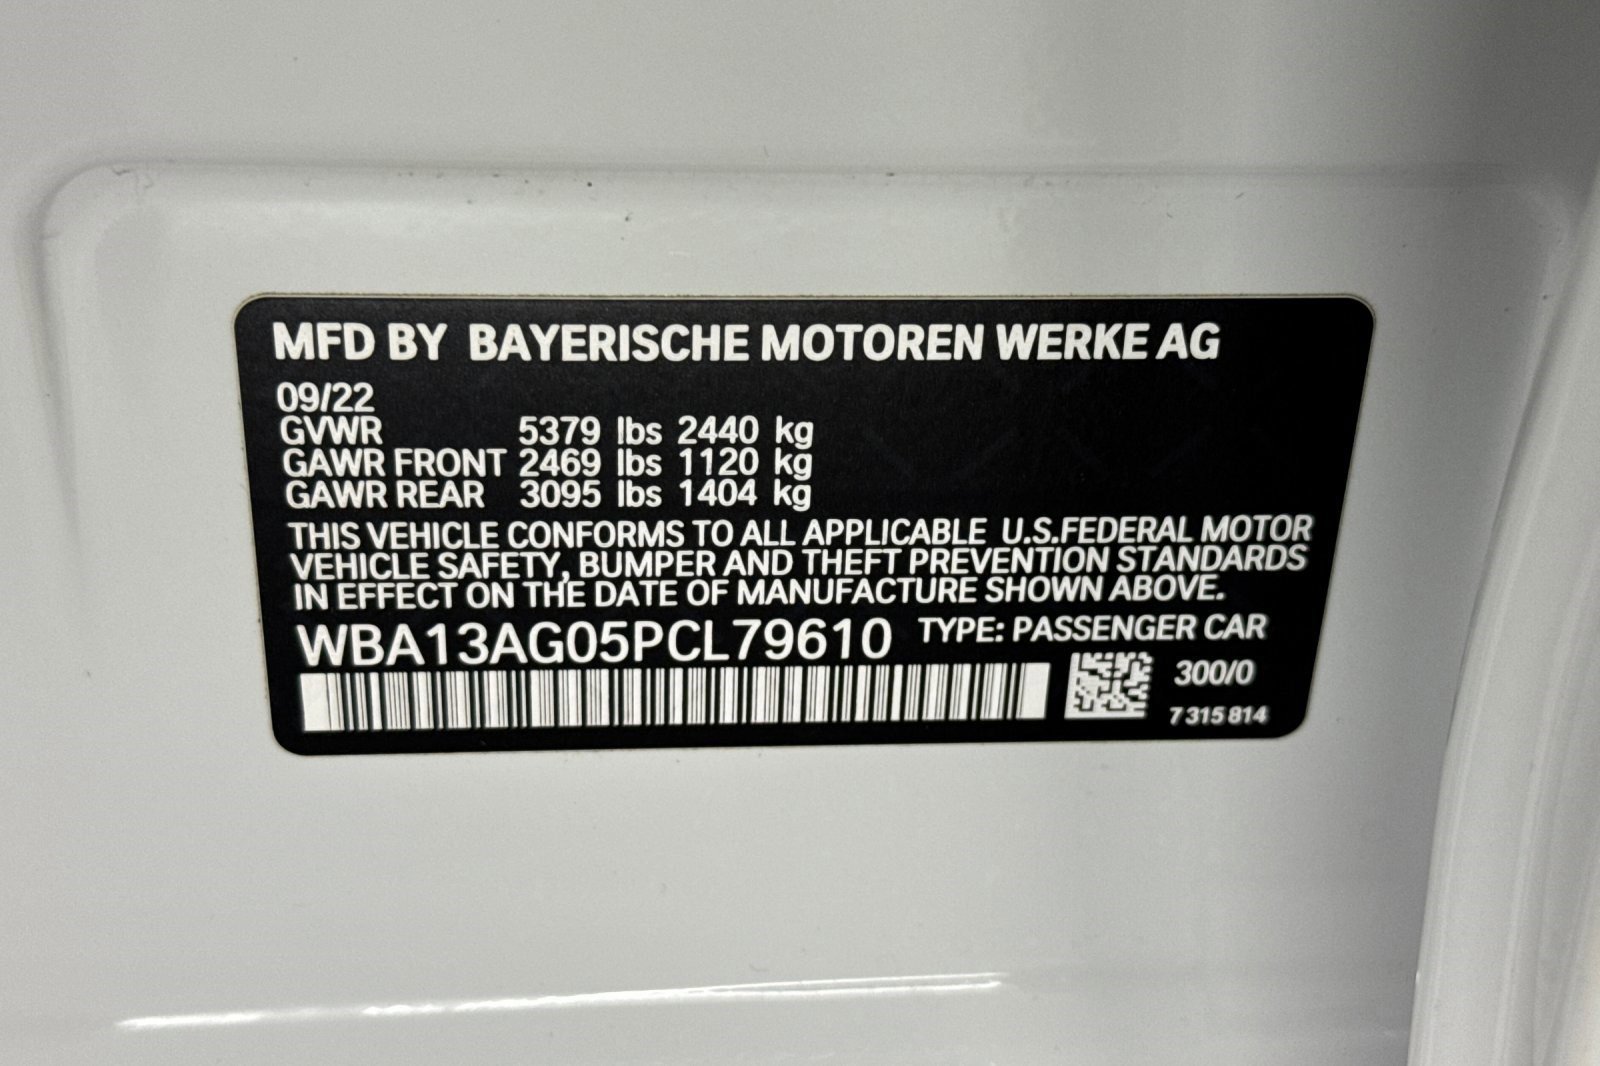 MFD BY BAYERISCHE MOTOREN WERKE AG
09/22
GVWR 5379 lbs 2440 kg
GAWR FRONT 2469 lbs 1120 kg
GAWR REAR 3095 lbs 1404 kg
THIS VEHICLE CONFORMS TO ALL APPLICABLE U.S.FEDERAL MOTOR
VEHICLE SAFETY, BUMPER AND THEFT PREVENTION STANDARDS
IN EFFECT ON THE DATE OF MANUFACTURE SHOWN ABOVE.
WBA13AG05PCL79610 TYPE: PASSENGER CAR
300/0
7 315 814